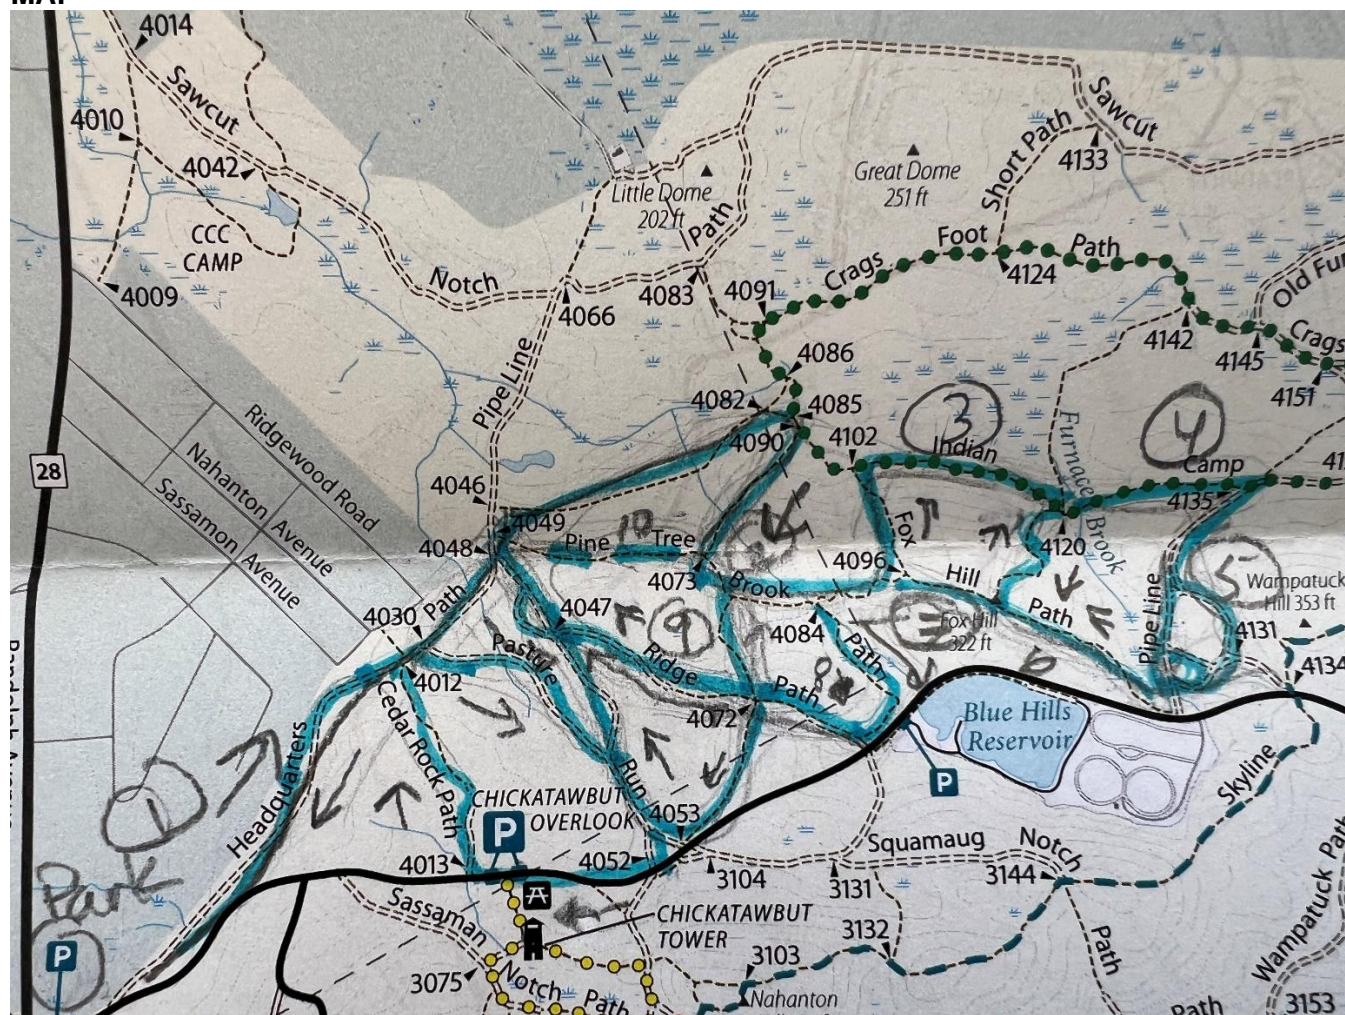 MAP
4014
Sawcut
4010
4042
CCC
CAMP
4009
Notch
Little Dome
202 ft
Path
Great Dome
251 ft
Short Path
Sawcut
4133
Crags
Foot
Path
4124
4083
4091
4066
Old Fur
4142
4145
Crags
4151
Pipe Line
4086
4082
4085
4090
4102
3
Indian
Furnace
Brook
4
Camp
4135
41
28
Ridgewood Road
Nahanton Avenue
Sassamon Avenue
4046
4049
4048
10
Pine
Tree
4073
Brook
4096
Fox
Hill
Path
4120
Pipe Line
5
Wampatuck
Hill 353 ft
4131
4134
4030
Path
4047
9
4084
Path
Fox Hill
322 ft
6
8
Pasture
Ridge
Path
4072
4012
Cedar Rock Path
Headquarters
1
Run
Blue Hills
Reservoir
P
CHICKATAWBUT
OVERLOOK
P
4053
4013
4052
Squamaug
Notch
3104
3131
3144
Skyline
Park
P
Sassaman
Notch
Path
CHICKATAWBUT
TOWER
3075
3103
3132
Nahanton
Path
Path
Wampatuck Pa
3153